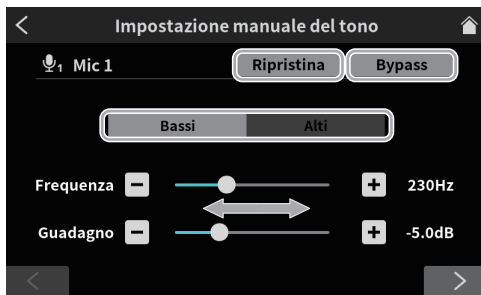 Impostazione manuale del tono
1 Mic 1 Ripristina Bypass
Bassi Alti
Frequenza 230Hz
Guadagno -5.0dB